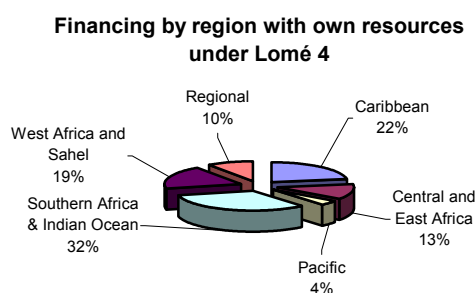 Financing by region with own resources
under Lomé 4
Regional
10%
Caribbean
22%
West Africa and
Sahel
19%
Southern Africa
& Indian Ocean
32%
Central and
East Africa
13%
Pacific
4%